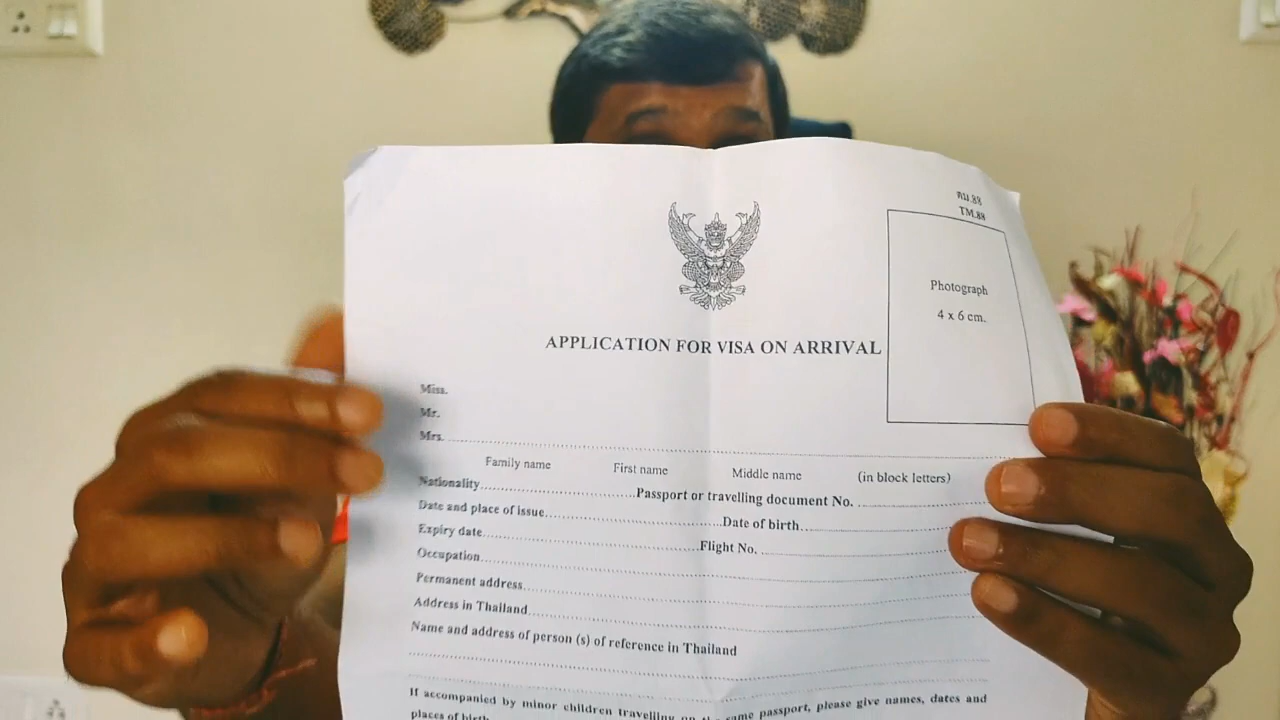 ตม.88
TM.88
Photograph
4 x 6 cm.
APPLICATION FOR VISA ON ARRIVAL
Miss.
Mr.
Mrs.
Family name First name Middle name (in block letters)
Nationality Passport or travelling document No.
Date and place of issue Date of birth
Expiry date Flight No.
Occupation
Permanent address
Address in Thailand
Name and address of person (s) of reference in Thailand
If accompanied by minor children travelling on the same passport, please give names, dates and
places of birth